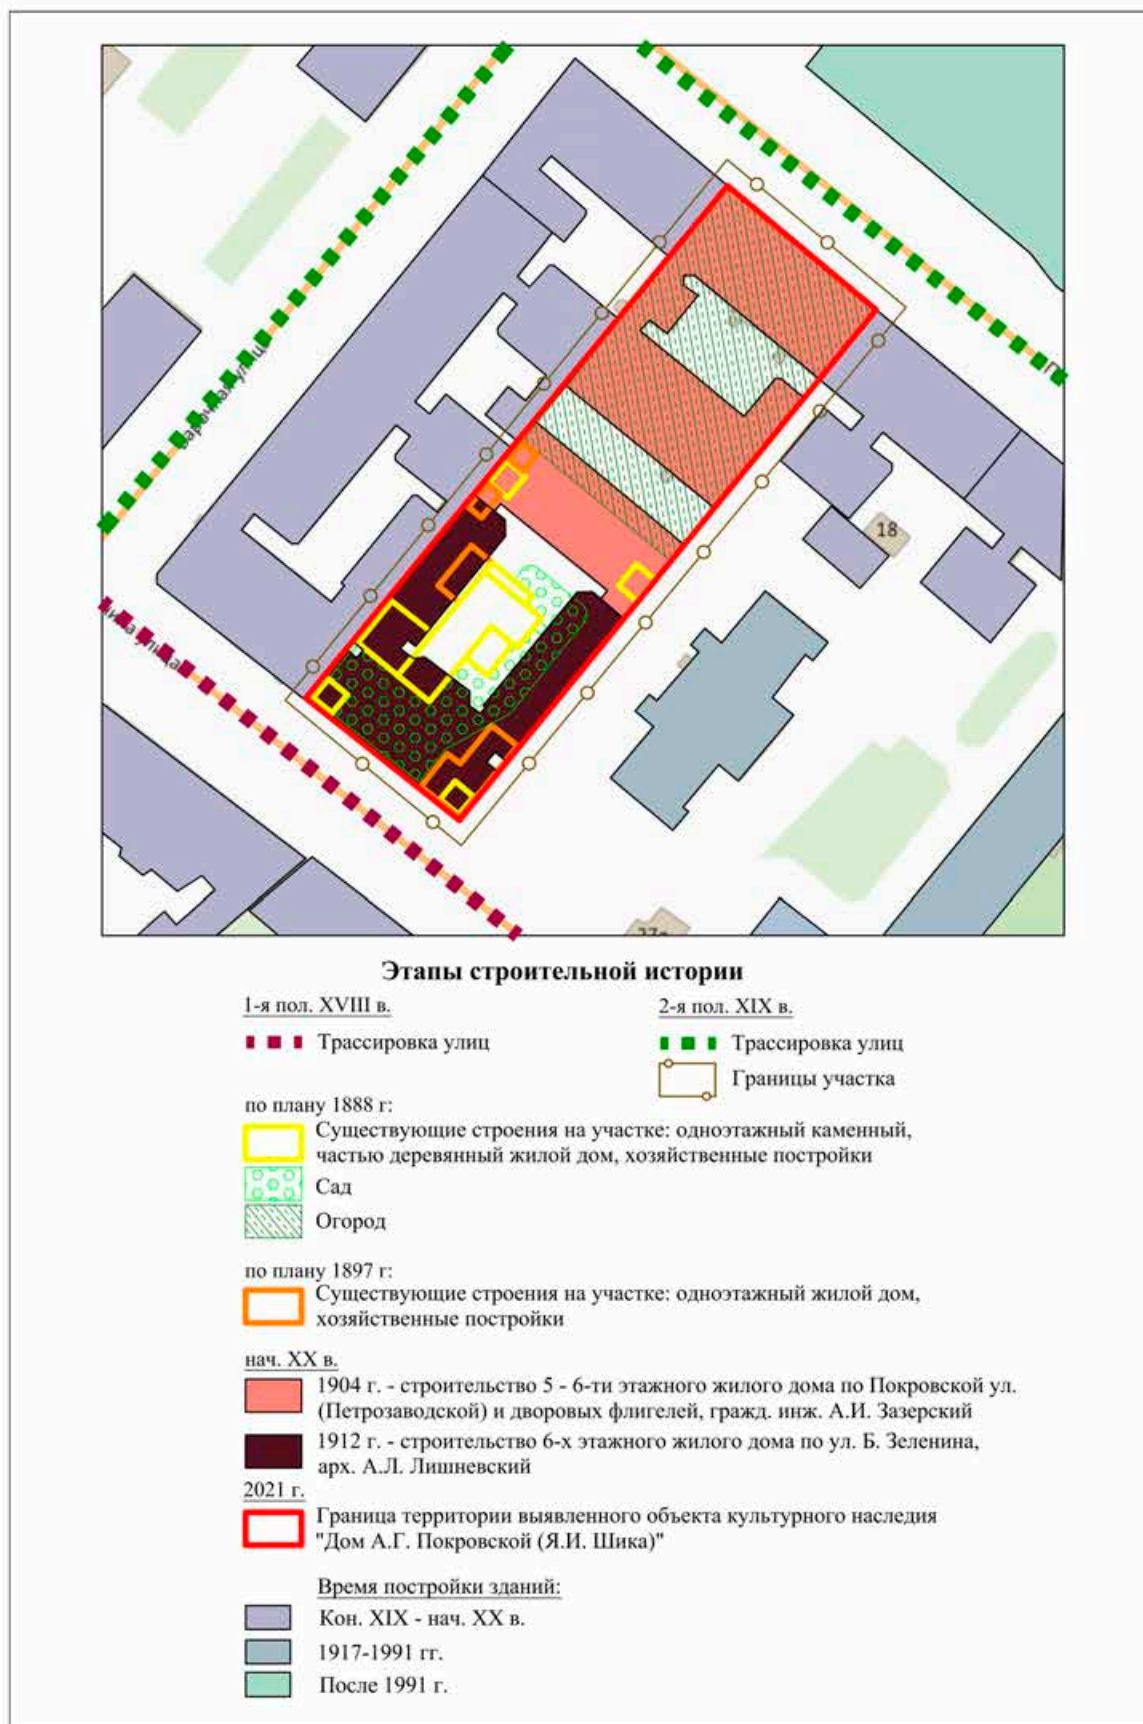 18
Этапы строительной истории
1-я пол. XVIII в.
2-я пол. XIX в.
Трассировка улиц
Трассировка улиц
Границы участка
по плану 1888 г:
Существующие строения на участке: одноэтажный каменный,
частью деревянный жилой дом, хозяйственные постройки
Сад
Огород
по плану 1897 г:
Существующие строения на участке: одноэтажный жилой дом,
хозяйственные постройки
нач. XX в.
1904 г. - строительство 5 - 6-ти этажного жилого дома по Покровской ул.
(Петрозаводской) и дворовых флигелей, гражд. инж. А.И. Зазерский
1912 г. - строительство 6-х этажного жилого дома по ул. Б. Зеленина,
арх. А.Л. Лишневский
2021 г.
Граница территории выявленного объекта культурного наследия
"Дом А.Г. Покровской (Я.И. Шика)"
Время постройки зданий:
Кон. XIX - нач. XX в.
1917-1991 гг.
После 1991 г.